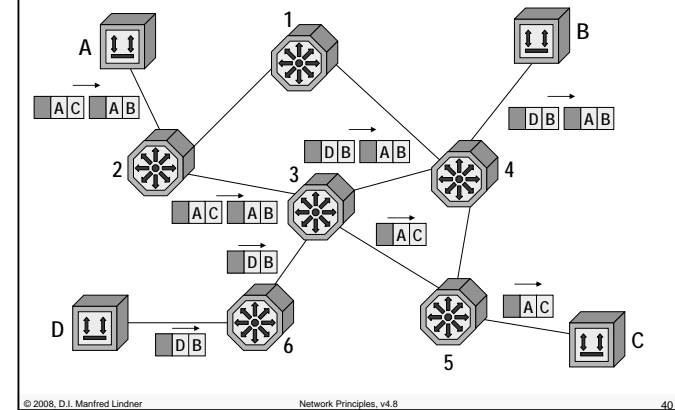 1
A
B
A C A B
D B A B
D B A B
2
3
4
A C A B
A C
D B
A C
D
D B
6
5
C
© 2008, D.I. Manfred Lindner Network Principles, v4.8 40